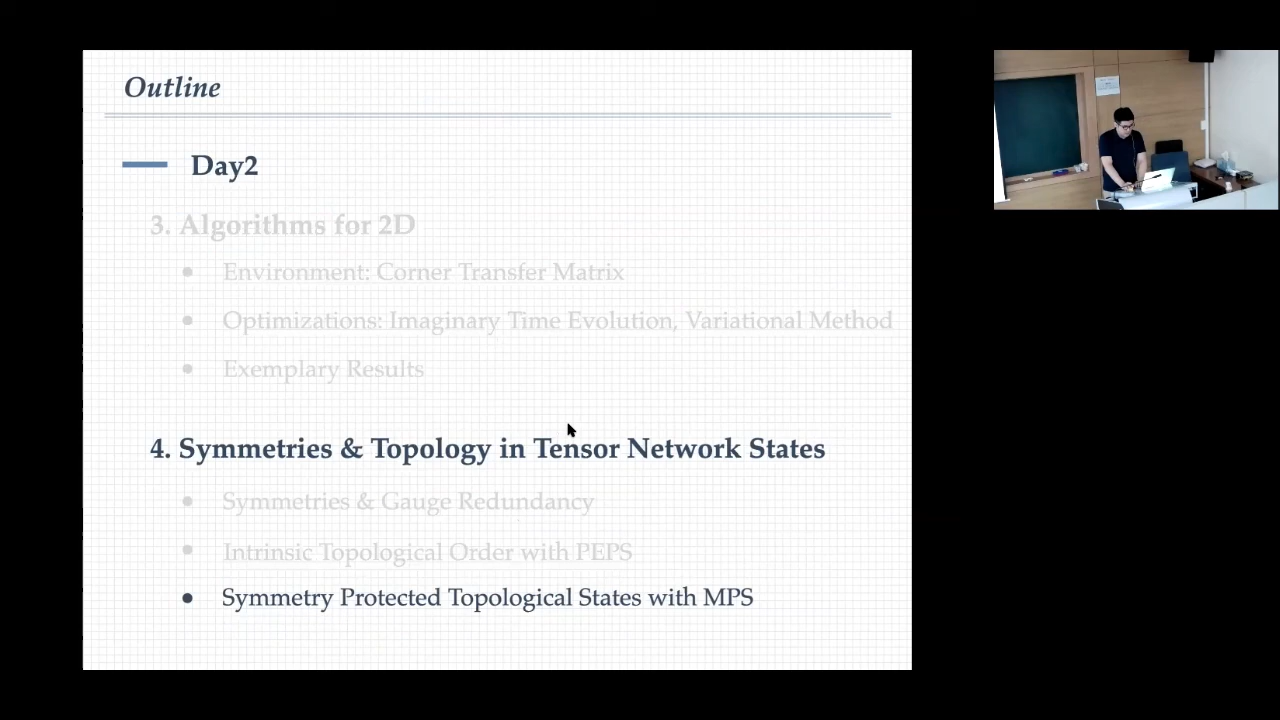 Outline
Day2
3. Algorithms for 2D
• Environment: Corner Transfer Matrix
• Optimizations: Imaginary Time Evolution, Variational Method
• Exemplary Results
4. Symmetries & Topology in Tensor Network States
• Symmetries & Gauge Redundancy
• Intrinsic Topological Order with PEPS
• Symmetry Protected Topological States with MPS